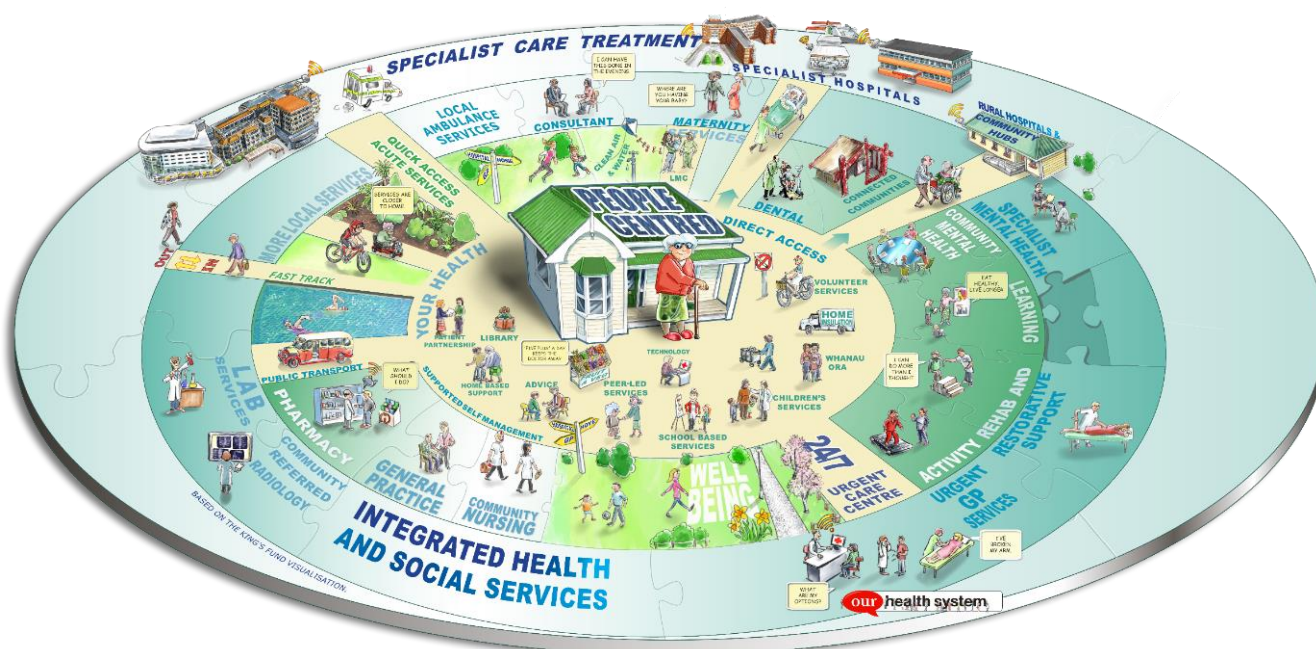 SPECIALIST CARE TREATMENT
SPECIALIST HOSPITALS
RURAL HOSPITALS &
COMMUNITY
HUBS
I CAN HAVE
THIS DONE IN
THE EVENING
WHERE ARE
YOU HAVING
YOUR BABY?
LOCAL
AMBULANCE
SERVICES
CONSULTANT
MATERNITY
SERVICES
QUICK ACCESS
ACUTE SERVICES
HOSPITAL
HOME
CLEAN AIR
& WATER
LMC
DENTAL
CONNECTED
COMMUNITIES
MORE LOCAL SERVICES
SERVICES ARE
CLOSER
TO HOME
PEOPLE
CENTRED
DIRECT ACCESS
COMMUNITY
MENTAL
HEALTH
SPECIALIST
MENTAL HEALTH
OUT
IN
FAST TRACK
YOUR HEALTH
VOLUNTEER
SERVICES
EAT
HEALTHY,
LIVE LONGER
LEARNING
HOME
INSULATION
PATIENT
PARTNERSHIP
LIBRARY
TECHNOLOGY
WHANAU
ORA
I CAN
DO MORE
THAN I
THOUGHT
PUBLIC TRANSPORT
WHAT
SHOULD
I DO?
HOME BASED
SUPPORT
ADVICE
PEER-LED
SERVICES
CHILDREN'S
SERVICES
SUPPORTED SELF MANAGEMENT
SCHOOL BASED
SERVICES
LAB
SERVICES
PHARMACY
GP
24/7
URGENT
CARE
CENTRE
ACTIVITY REHAB AND
RESTORATIVE
SUPPORT
WELL
BEING
COMMUNITY
REFERRED
RADIOLOGY
GENERAL
PRACTICE
COMMUNITY
NURSING
URGENT
GP
SERVICES
INTEGRATED HEALTH
AND SOCIAL SERVICES
I'VE
BROKEN
MY ARM
WHAT
ARE MY
OPTIONS?
BASED ON THE KING'S FUND VISUALISATION.
our health system